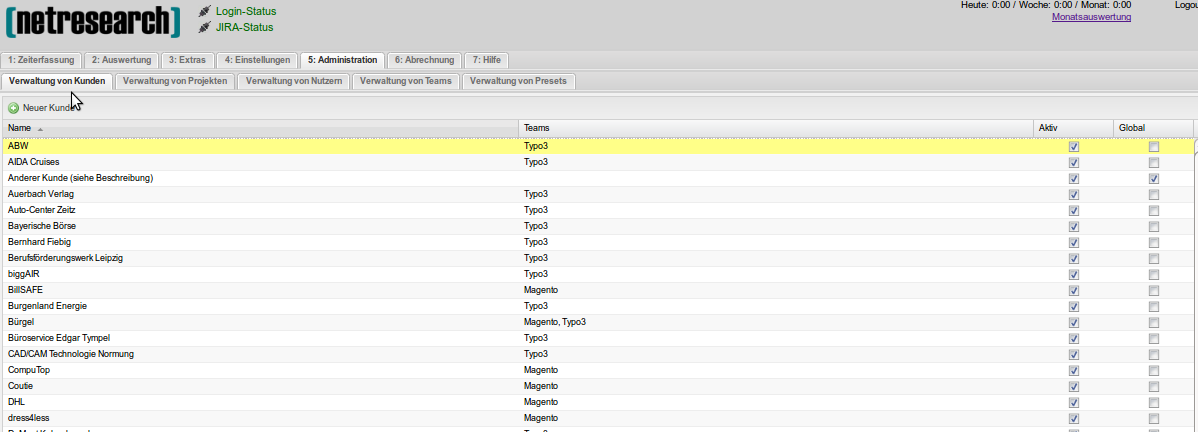 [netresearch]
Login-Status
JIRA-Status
Heute: 0:00 / Woche: 0:00 / Monat: 0:00
Monatsauswertung
1: Zeiterfassung 2: Auswertung 3: Extras 4: Einstellungen 5: Administration 6: Abrechnung 7: Hilfe
Verwaltung von Kunden Verwaltung von Projekten Verwaltung von Nutzern Verwaltung von Teams Verwaltung von Presets
Neuer Kunde
Name Teams Aktiv Global
ABW Typo3
AIDA Cruises Typo3
Anderer Kunde (siehe Beschreibung)
Auerbach Verlag Typo3
Auto-Center Zeitz Typo3
Bayerische Börse Typo3
Bernhard Fiebig Typo3
Berufsförderungswerk Leipzig Typo3
biggAIR Typo3
BillSAFE Magento
Burgenland Energie Typo3
Bürgel Magento, Typo3
Büroservice Edgar Tympel Typo3
CAD/CAM Technologie Normung Typo3
CompuTop Magento
Coutie Magento
DHL Magento
dress4less Magento